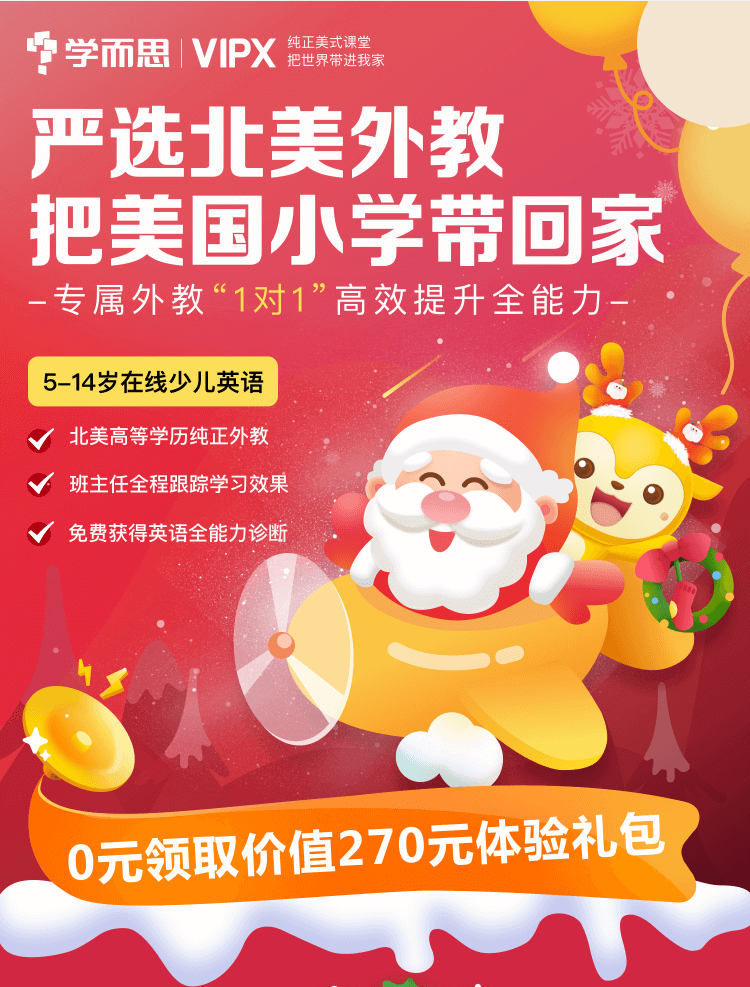 学而思 VIPX 纯正美式课堂
把世界带进我家
严选北美外教
把美国小学带回家
–专属外教“1对1”高效提升全能力–
5–14岁在线少儿英语
北美高等学历纯正外教
班主任全程跟踪学习效果
免费获得英语全能力诊断
0元领取价值270元体验礼包